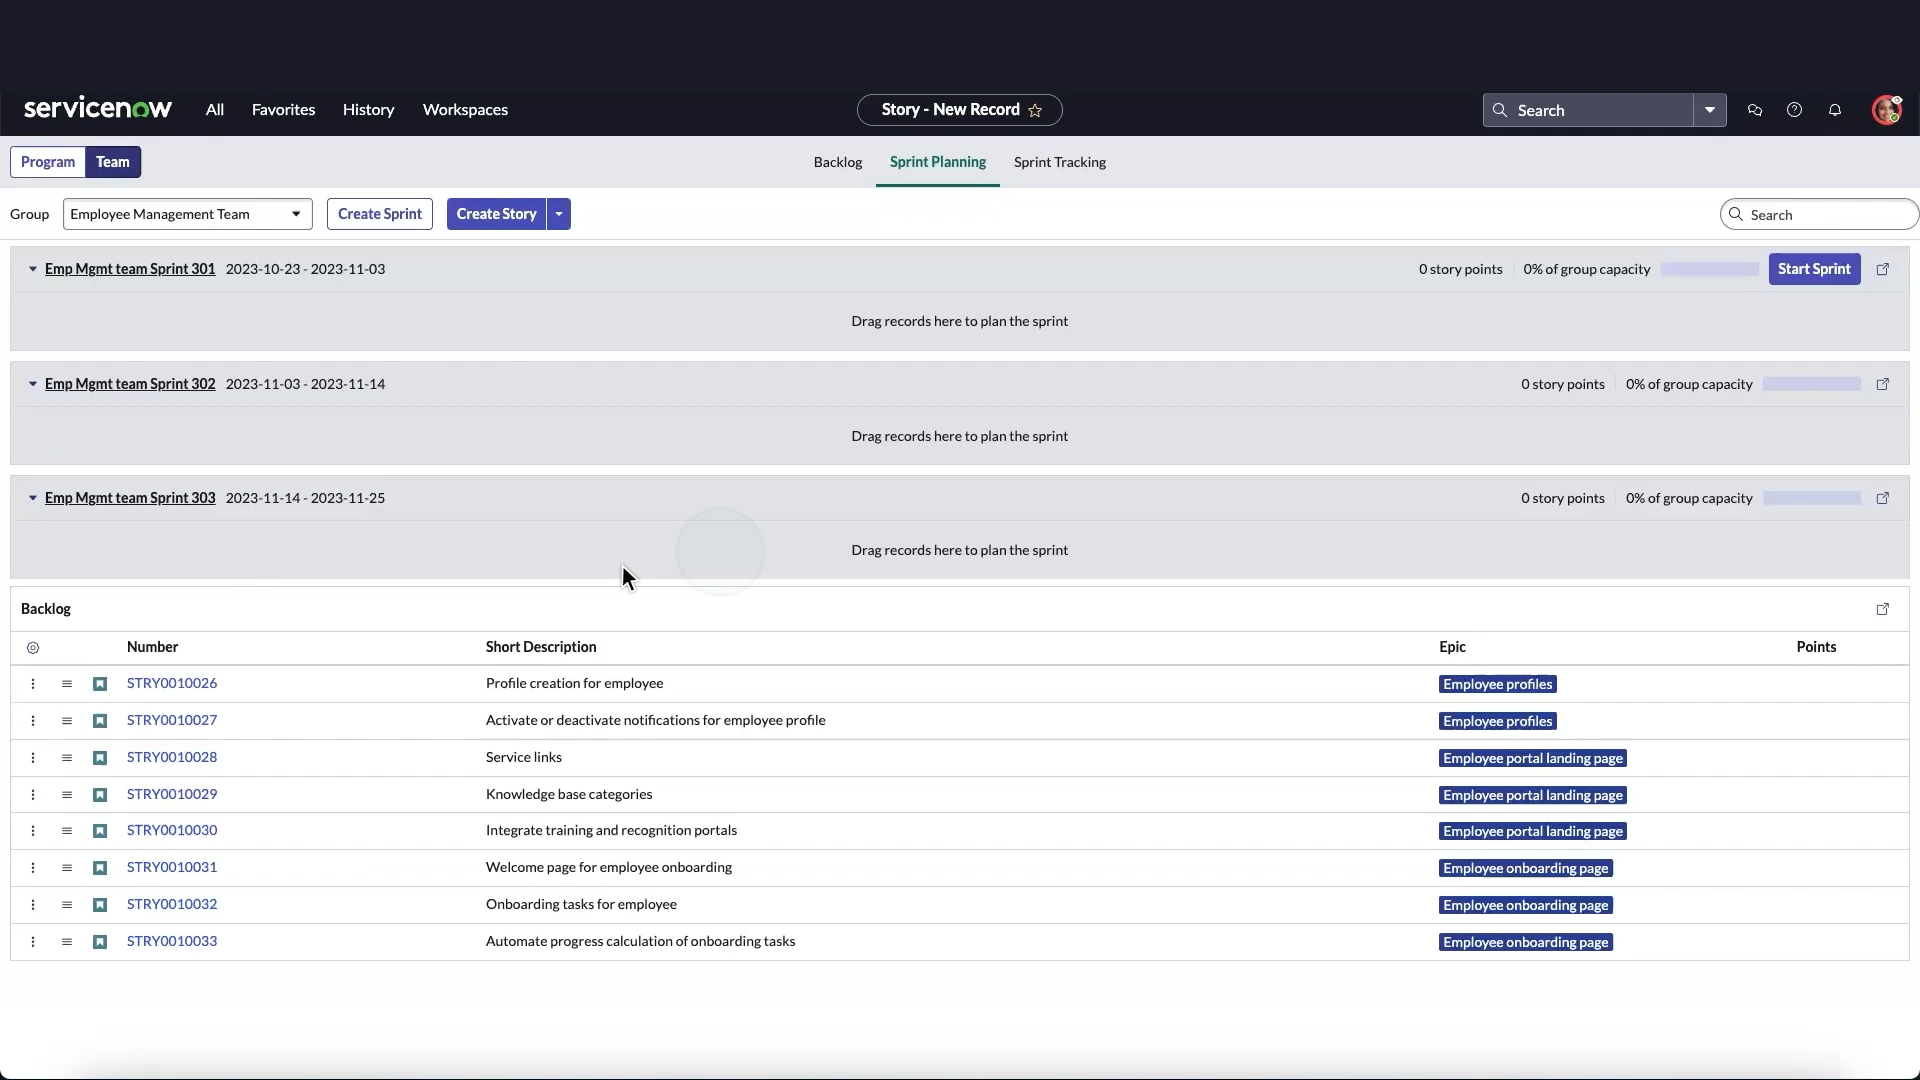 servicenow All Favorites History Workspaces Story - New Record Search
Program Team Backlog Sprint Planning Sprint Tracking
Group Employee Management Team Create Sprint Create Story Search
Emp Mgmt team Sprint 301 2023-10-23 - 2023-11-03 0 story points 0% of group capacity Start Sprint
Drag records here to plan the sprint
Emp Mgmt team Sprint 302 2023-11-03 - 2023-11-14 0 story points 0% of group capacity
Drag records here to plan the sprint
Emp Mgmt team Sprint 303 2023-11-14 - 2023-11-25 0 story points 0% of group capacity
Drag records here to plan the sprint
Backlog
Number Short Description Epic Points
STRY0010026 Profile creation for employee Employee profiles
STRY0010027 Activate or deactivate notifications for employee profile Employee profiles
STRY0010028 Service links Employee portal landing page
STRY0010029 Knowledge base categories Employee portal landing page
STRY0010030 Integrate training and recognition portals Employee portal landing page
STRY0010031 Welcome page for employee onboarding Employee onboarding page
STRY0010032 Onboarding tasks for employee Employee onboarding page
STRY0010033 Automate progress calculation of onboarding tasks Employee onboarding page